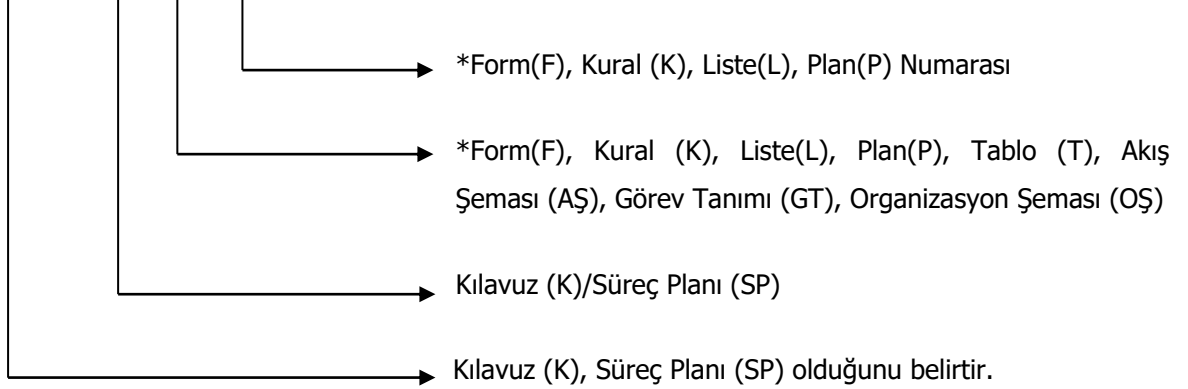 *Form(F), Kural (K), Liste(L), Plan(P) Numarası
*Form(F), Kural (K), Liste(L), Plan(P), Tablo (T), Akış
Şeması (AŞ), Görev Tanımı (GT), Organizasyon Şeması (OŞ)
Kılavuz (K)/Süreç Planı (SP)
Kılavuz (K), Süreç Planı (SP) olduğunu belirtir.